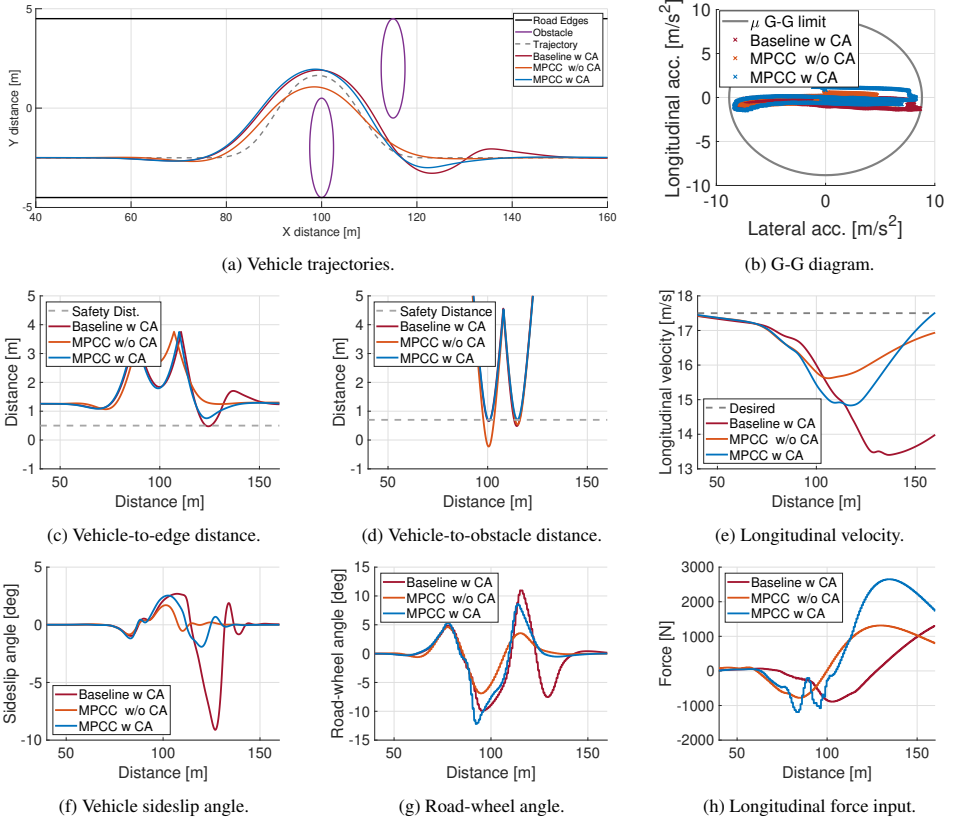 Y distance [m]
5
0
-5
40
60
80
100
120
140
160
X distance [m]
Road Edges
Obstacle
Trajectory
Baseline w CA
MPCC w/o CA
MPCC w CA
(a) Vehicle trajectories.
Longitudinal acc. [m/s²]
10
5
0
-5
-10
-10
0
10
Lateral acc. [m/s²]
μ G-G limit
Baseline w CA
MPCC w/o CA
MPCC w CA
(b) G-G diagram.
Distance [m]
5
4
3
2
1
0
-1
50
100
150
Distance [m]
Safety Dist.
Baseline w CA
MPCC w/o CA
MPCC w CA
(c) Vehicle-to-edge distance.
Distance [m]
5
4
3
2
1
0
-1
50
100
150
Distance [m]
Safety Distance
Baseline w CA
MPCC w/o CA
MPCC w CA
(d) Vehicle-to-obstacle distance.
Longitudinal velocity [m/s]
18
17
16
15
14
13
50
100
150
Distance [m]
Desired
Baseline w CA
MPCC w/o CA
MPCC w CA
(e) Longitudinal velocity.
Sideslip angle [deg]
5
0
-5
-10
50
100
150
Distance [m]
Baseline w CA
MPCC w/o CA
MPCC w CA
(f) Vehicle sideslip angle.
Road-wheel angle [deg]
15
10
5
0
-5
-10
-15
50
100
150
Distance [m]
Baseline w CA
MPCC w/o CA
MPCC w CA
(g) Road-wheel angle.
Force [N]
3000
2000
1000
0
-1000
-2000
50
100
150
Distance [m]
Baseline w CA
MPCC w/o CA
MPCC w CA
(h) Longitudinal force input.